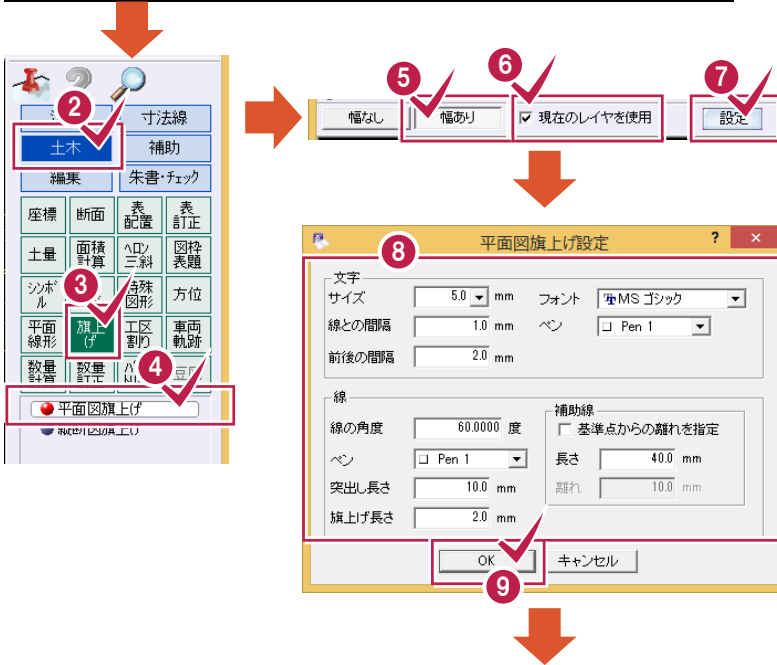 2
寸法線
土木
補助
編集
朱書・チェック
座標
断面
表
配置
表
訂正
土量
面積
計算
ヘロン
三斜
図枠
表題
シンボ
ル
3
特殊
図形
方位
平面
線形
旗上
げ
工区
割り
車両
軌跡
数量
計算
数量
訂正
4
平面図旗上げ
縦断図旗上げ
5
6
7
幅なし
幅あり
現在のレイヤを使用
設定
8
平面図旗上げ設定
?
×
文字
サイズ
5.0
mm
フォント
MS ゴシック
線との間隔
1.0
mm
ペン
Pen 1
前後の間隔
2.0
mm
線
線の角度
60.0000
度
ペン
Pen 1
突出し長さ
10.0
mm
旗上げ長さ
2.0
mm
補助線
基準点からの離れを指定
長さ
40.0
mm
離れ
10.0
mm
OK
キャンセル
9